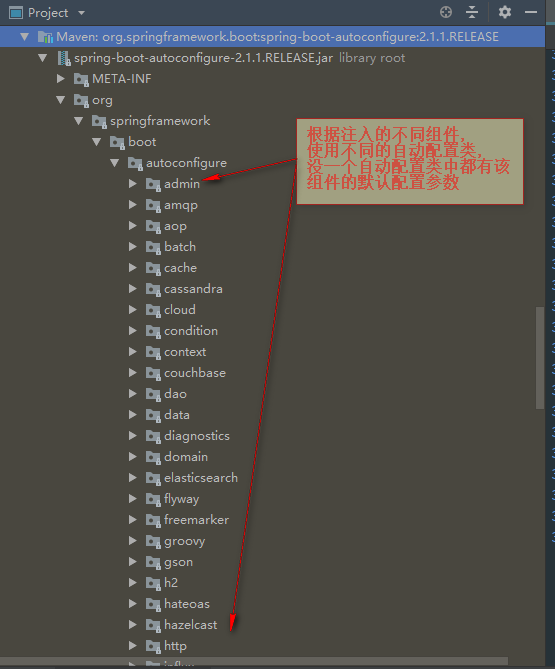 Project
Maven: org.springframework.boot:spring-boot-autoconfigure:2.1.1.RELEASE
spring-boot-autoconfigure-2.1.1.RELEASE.jar library root
META-INF
org
springframework
boot
autoconfigure
根据注入的不同组件,
使用不同的自动配置类,
没一个自动配置类中都有该
组件的默认配置参数
admin
amqp
aop
batch
cache
cassandra
cloud
condition
context
couchbase
dao
data
diagnostics
domain
elasticsearch
flyway
freemarker
groovy
gson
h2
hateoas
hazelcast
http